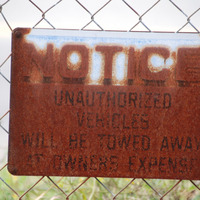 NOTICE
UNAUTHORIZED
VEHICLES
WILL BE TOWED AWAY
AT OWNERS EXPENSE